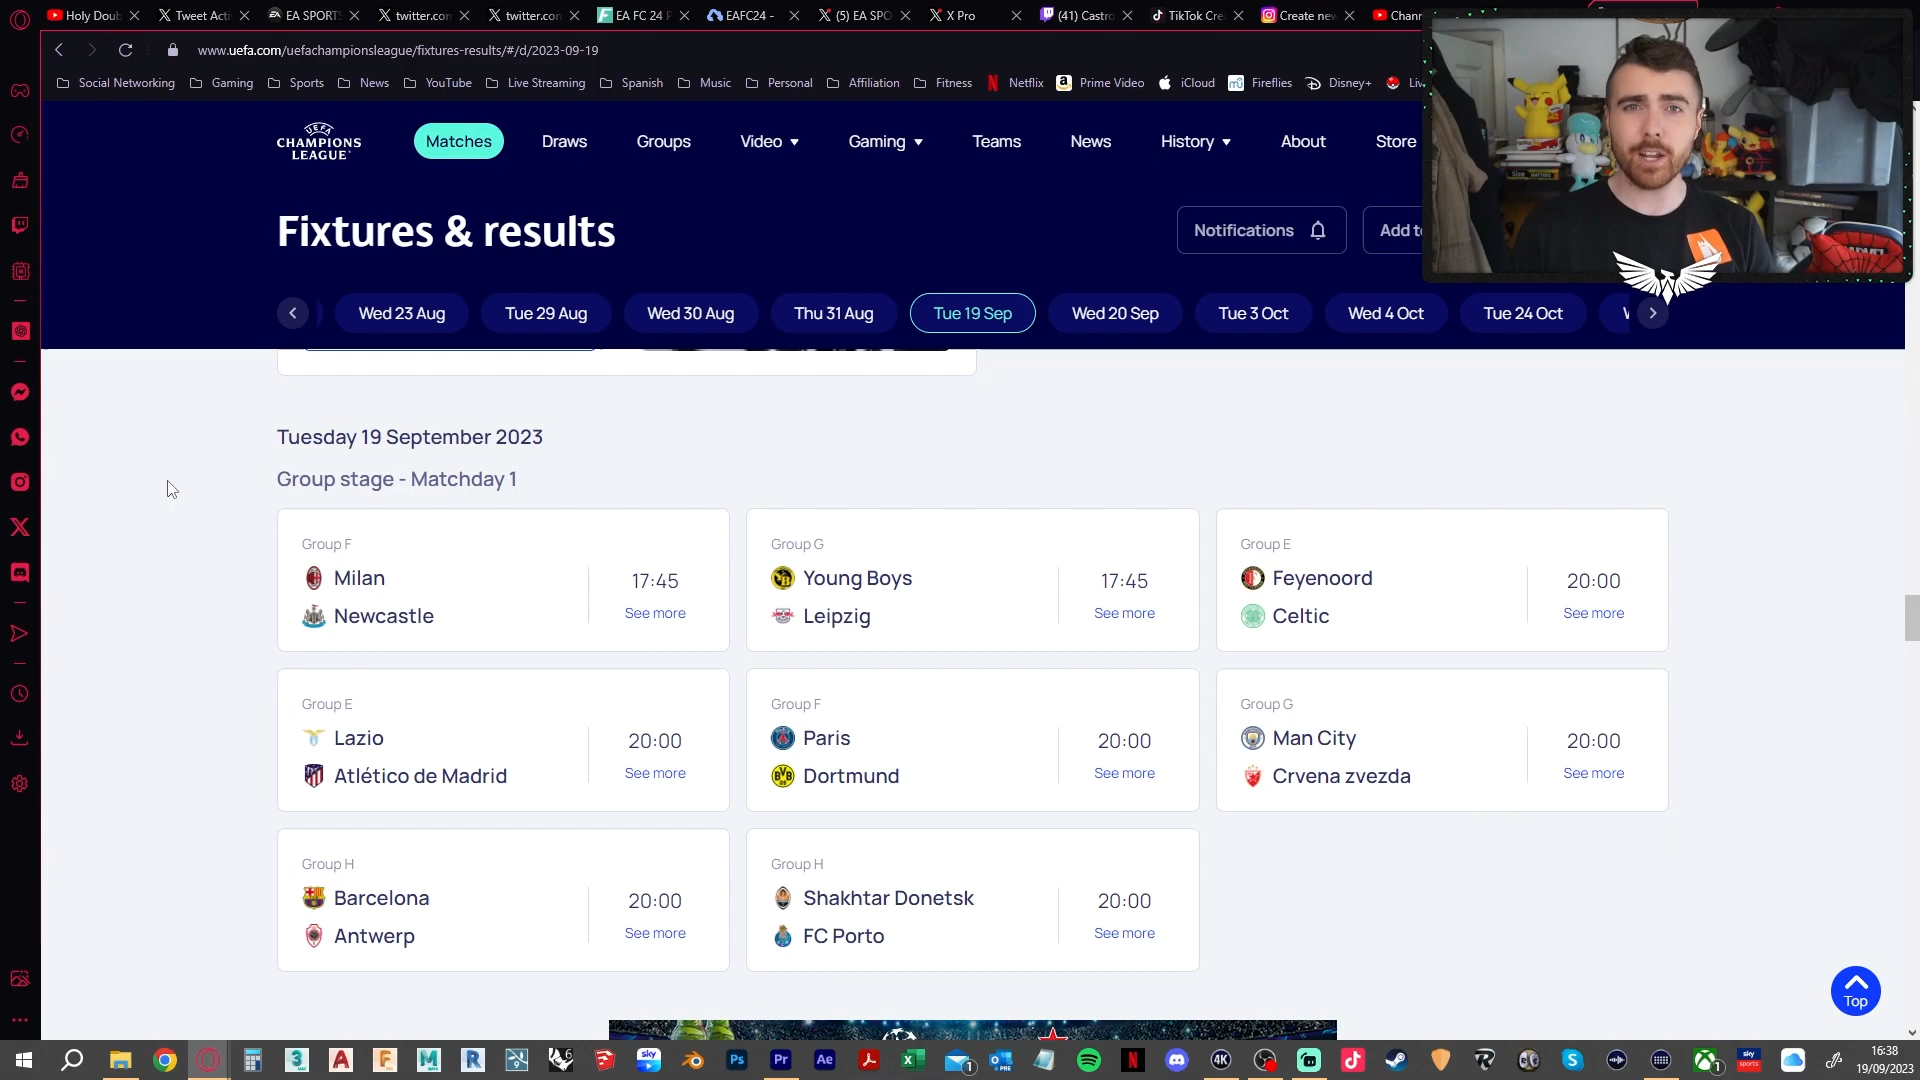 Holy Doub
Tweet Acti
EA SPORTS
twitter.con
twitter.con
EA FC 24 P
EAFC24 -
(5) EA SPO
X Pro
(41) Castro
TikTok Cre
Create nev
Chann
www.uefa.com/uefachampionsleague/fixtures-results/#/d/2023-09-19
Social Networking
Gaming
Sports
News
YouTube
Live Streaming
Spanish
Music
Personal
Affiliation
Fitness
Netflix
Prime Video
iCloud
Fireflies
Disney+
UEFA
CHAMPIONS
LEAGUE
Matches
Draws
Groups
Video
Gaming
Teams
News
History
About
Store
Fixtures & results
Notifications
Add to
Wed 23 Aug
Tue 29 Aug
Wed 30 Aug
Thu 31 Aug
Tue 19 Sep
Wed 20 Sep
Tue 3 Oct
Wed 4 Oct
Tue 24 Oct
Tuesday 19 September 2023
Group stage - Matchday 1
Group F
Milan
Newcastle
17:45
See more
Group G
Young Boys
Leipzig
17:45
See more
Group E
Feyenoord
Celtic
20:00
See more
Group E
Lazio
Atlético de Madrid
20:00
See more
Group F
Paris
Dortmund
20:00
See more
Group G
Man City
Crvena zvezda
20:00
See more
Group H
Barcelona
Antwerp
20:00
See more
Group H
Shakhtar Donetsk
FC Porto
20:00
See more
Top
16:38
19/09/2023